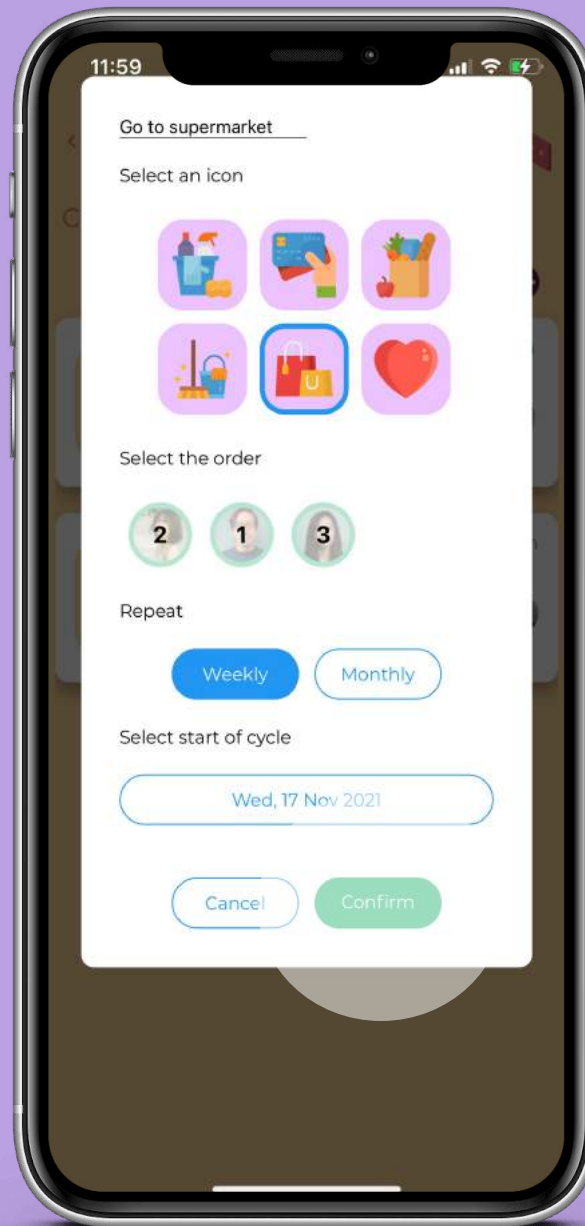 11:59
Go to supermarket
Select an icon
Select the order
2 1 3
Repeat
Weekly Monthly
Select start of cycle
Wed, 17 Nov 2021
Cancel Confirm